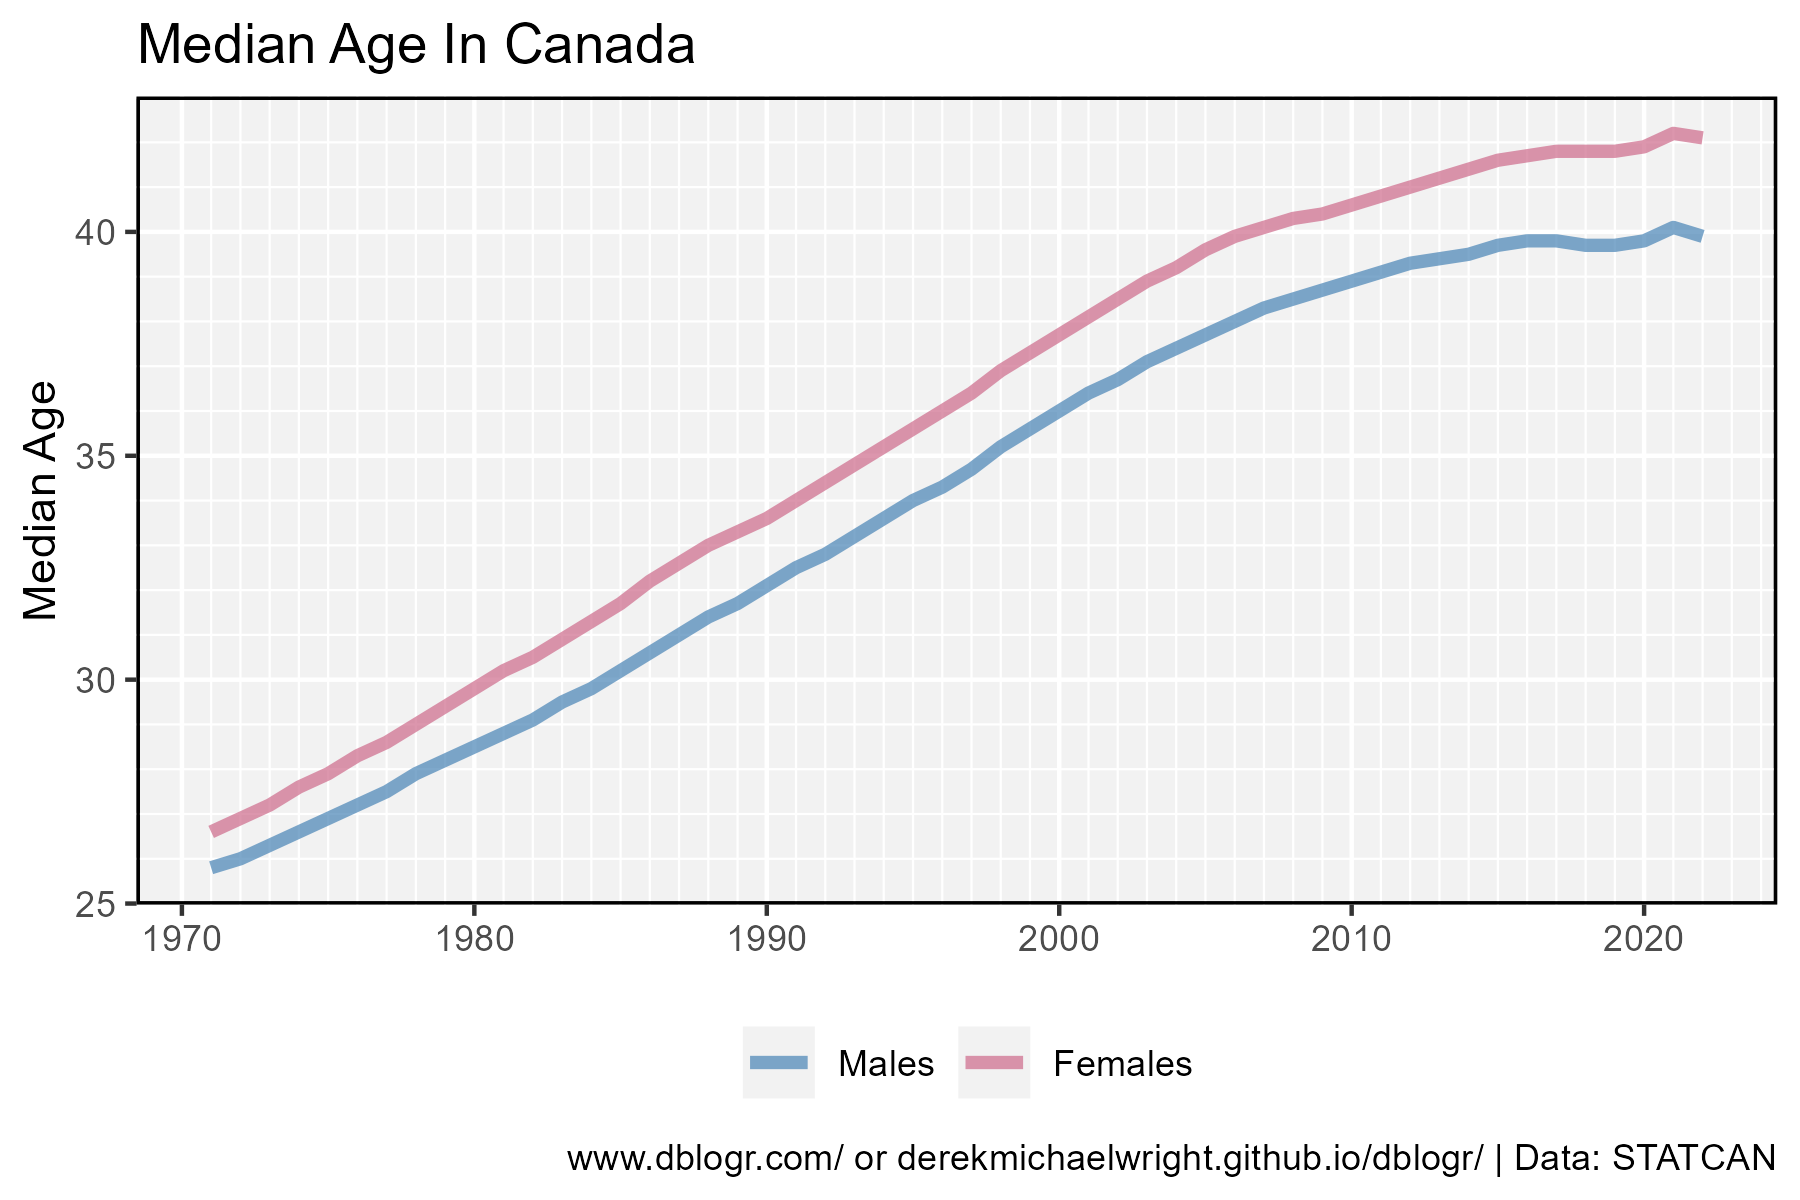 Median Age In Canada
Median Age
40
35
30
25
1970 1980 1990 2000 2010 2020
Males Females
www.dblogr.com/ or derekmichaelwright.github.io/dblogr/ | Data: STATCAN